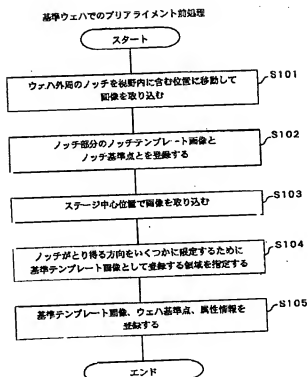 基準ウェハでのプリアライメント前処理
スタート
S101
ウェハ外周のノッチを視野内に含む位置に移動して
画像を取り込む
S102
ノッチ部分のノッチテンプレート画像と
ノッチ基準点とを登録する
S103
ステージ中心位置で画像を取り込む
S104
ノッチがとり得る方向をいくつかに限定するために
基準テンプレート画像として登録する領域を指定する
S105
基準テンプレート画像、ウェハ基準点、属性情報を
登録する
エンド